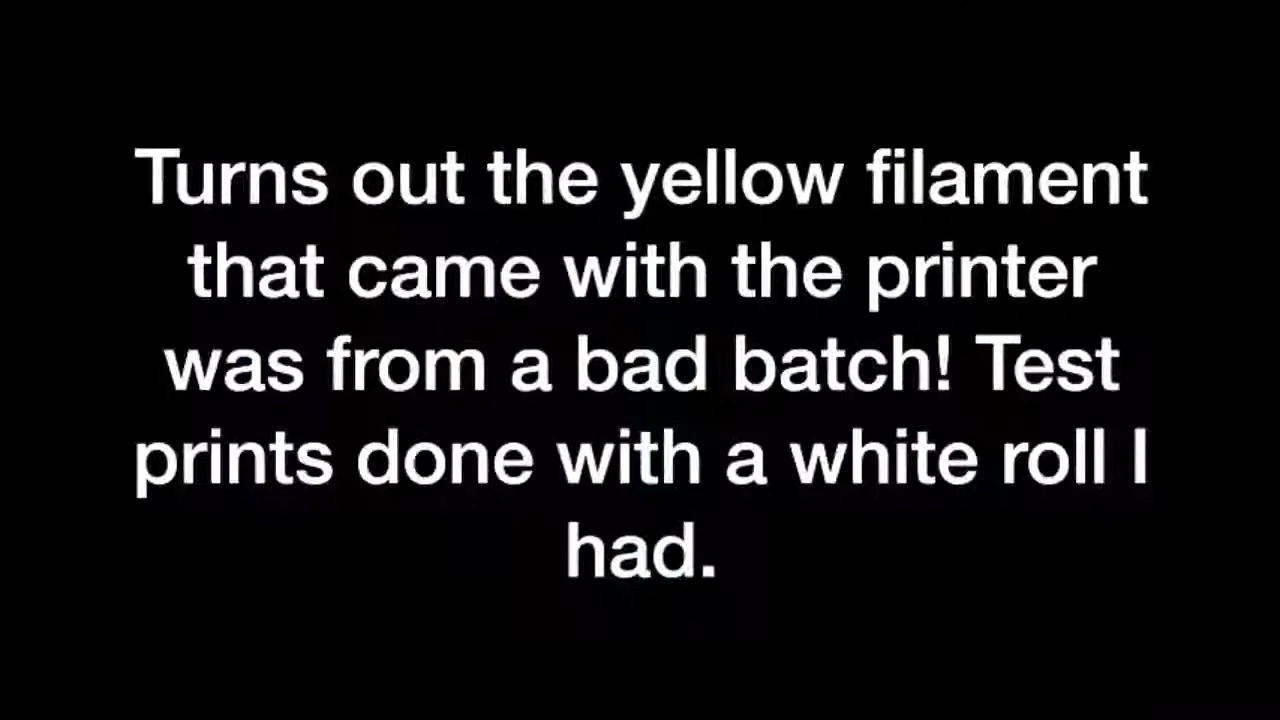 Turns out the yellow filament
that came with the printer
was from a bad batch! Test
prints done with a white roll I
had.